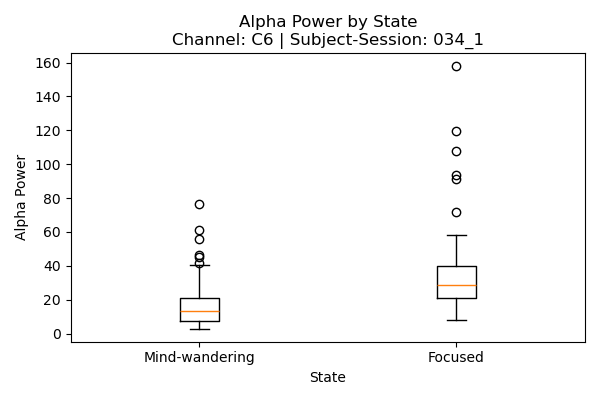 Alpha Power by State
Channel: C6 | Subject-Session: 034_1
160
140
120
100
80
60
40
20
0
Alpha Power
Mind-wandering Focused
State